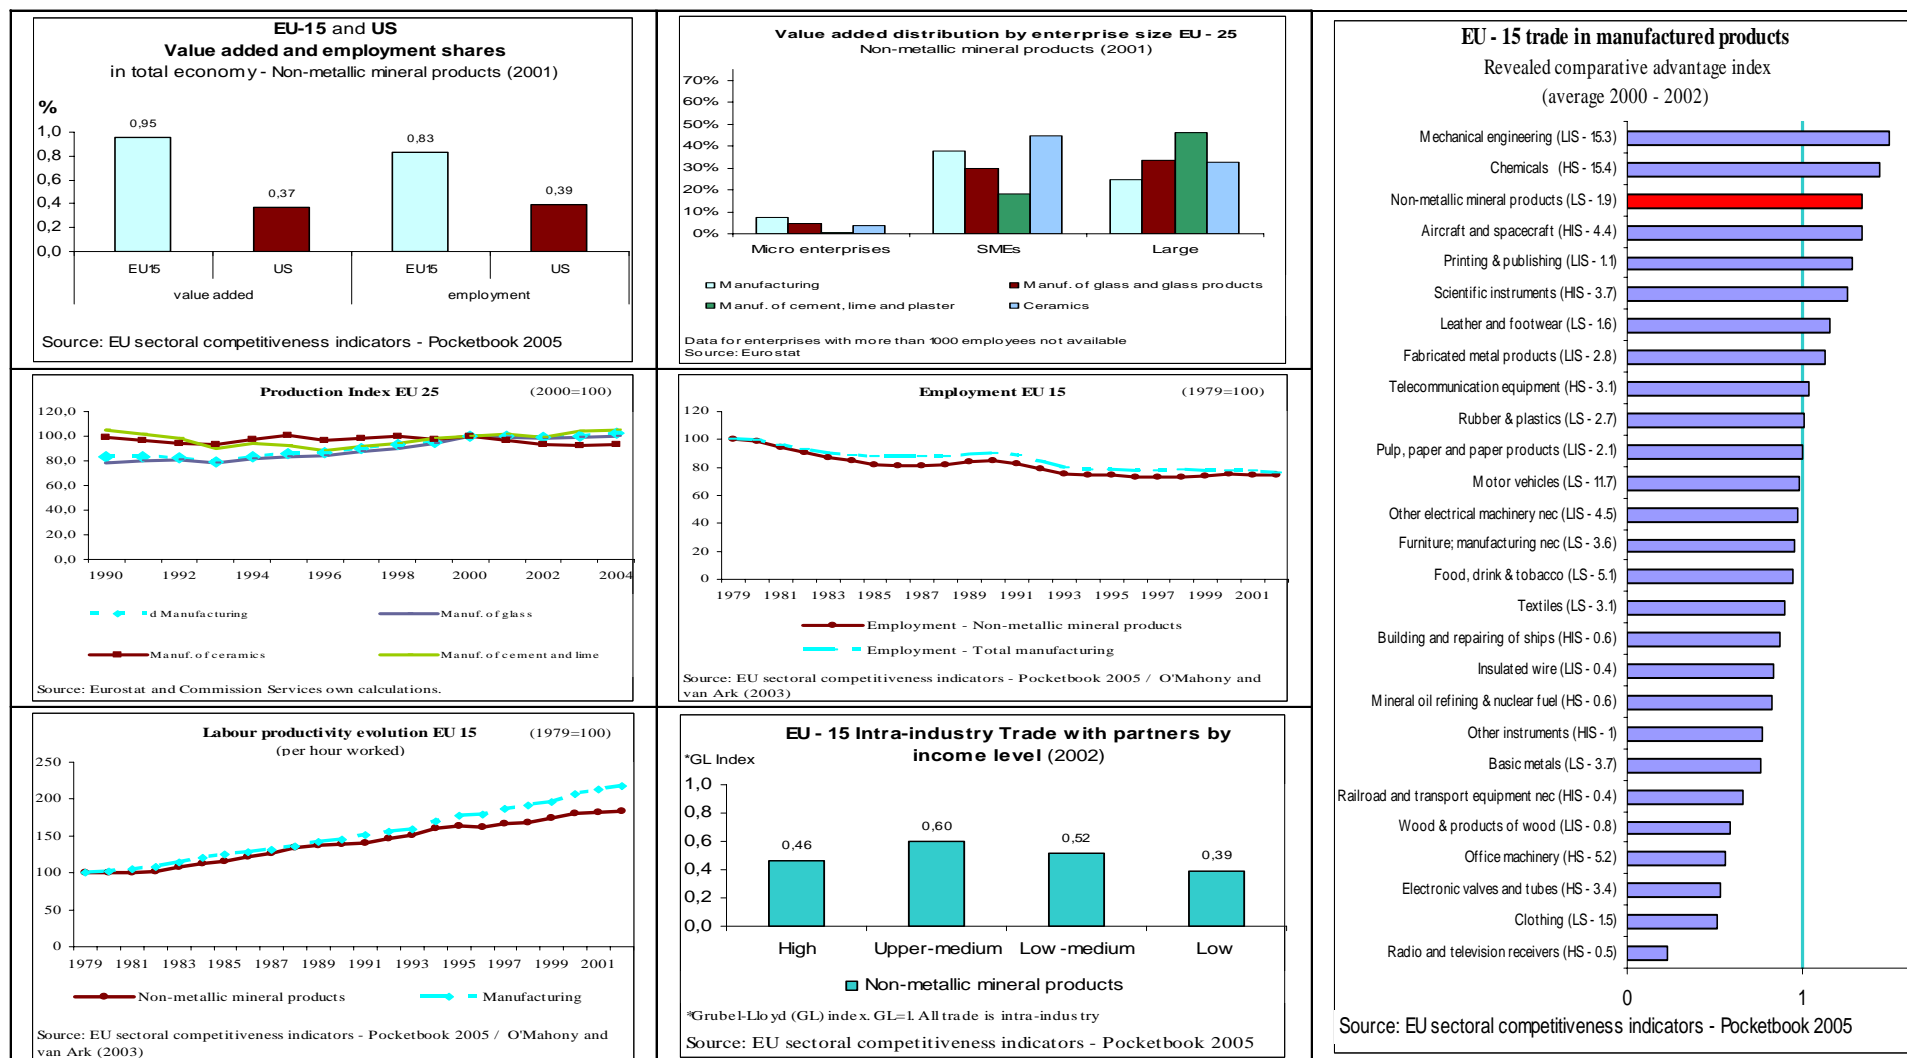 EU-15 and US
Value added and employment shares
in total economy - Non-metallic mineral products (2001)
%
1,0
0,8
0,6
0,4
0,2
0,0
0,95
0,37
0,83
0,39
EU15
US
EU15
US
value added
employment
Source: EU sectoral competitiveness indicators - Pocketbook 2005
Value added distribution by enterprise size EU - 25
Non-metallic mineral products (2001)
70%
60%
50%
40%
30%
20%
10%
0%
Micro enterprises
SMEs
Large
Manufacturing
Manuf. of glass and glass products
Manuf. of cement, lime and plaster
Ceramics
Data for enterprises with more than 1000 employees not available
Source: Eurostat
Production Index EU 25 (2000=100)
120,0
100,0
80,0
60,0
40,0
20,0
0,0
1990
1992
1994
1996
1998
2000
2002
2004
d Manufacturing
Manuf. of glass
Manuf. of ceramics
Manuf. of cement and lime
Source: Eurostat and Commission Services own calculations.
Employment EU 15 (1979=100)
120
100
80
60
40
20
0
1979
1981
1983
1985
1987
1989
1991
1993
1995
1997
1999
2001
Employment - Non-metallic mineral products
Employment - Total manufacturing
Source: EU sectoral competitiveness indicators - Pocketbook 2005 / O'Mahony and
van Ark (2003)
Labour productivity evolution EU 15 (1979=100)
(per hour worked)
250
200
150
100
50
0
1979
1981
1983
1985
1987
1989
1991
1993
1995
1997
1999
2001
Non-metallic mineral products
Manufacturing
Source: EU sectoral competitiveness indicators - Pocketbook 2005 / O'Mahony and
van Ark (2003)
EU - 15 Intra-industry Trade with partners by
income level (2002)
*GL Index
1,0
0,8
0,6
0,4
0,2
0,0
0,46
0,60
0,52
0,39
High
Upper-medium
Low -medium
Low
Non-metallic mineral products
*Grubel-Lloyd (GL) index. GL=1. All trade is intra-industry
Source: EU sectoral competitiveness indicators - Pocketbook 2005
EU - 15 trade in manufactured products
Revealed comparative advantage index
(average 2000 - 2002)
Mechanical engineering (LIS - 15.3)
Chemicals (HS - 15.4)
Non-metallic mineral products (LS - 1.9)
Aircraft and spacecraft (HIS - 4.4)
Printing & publishing (LIS - 1.1)
Scientific instruments (HIS - 3.7)
Leather and footwear (LS - 1.6)
Fabricated metal products (LIS - 2.8)
Telecommunication equipment (HS - 3.1)
Rubber & plastics (LS - 2.7)
Pulp, paper and paper products (LIS - 2.1)
Motor vehicles (LS - 11.7)
Other electrical machinery nec (LIS - 4.5)
Furniture; manufacturing nec (LS - 3.6)
Food, drink & tobacco (LS - 5.1)
Textiles (LS - 3.1)
Building and repairing of ships (HIS - 0.6)
Insulated wire (LIS - 0.4)
Mineral oil refining & nuclear fuel (HS - 0.6)
Other instruments (HIS - 1)
Basic metals (LS - 3.7)
Railroad and transport equipment nec (HIS - 0.4)
Wood & products of wood (LIS - 0.8)
Office machinery (HS - 5.2)
Electronic valves and tubes (HS - 3.4)
Clothing (LS - 1.5)
Radio and television receivers (HS - 0.5)
0
1
Source: EU sectoral competitiveness indicators - Pocketbook 2005